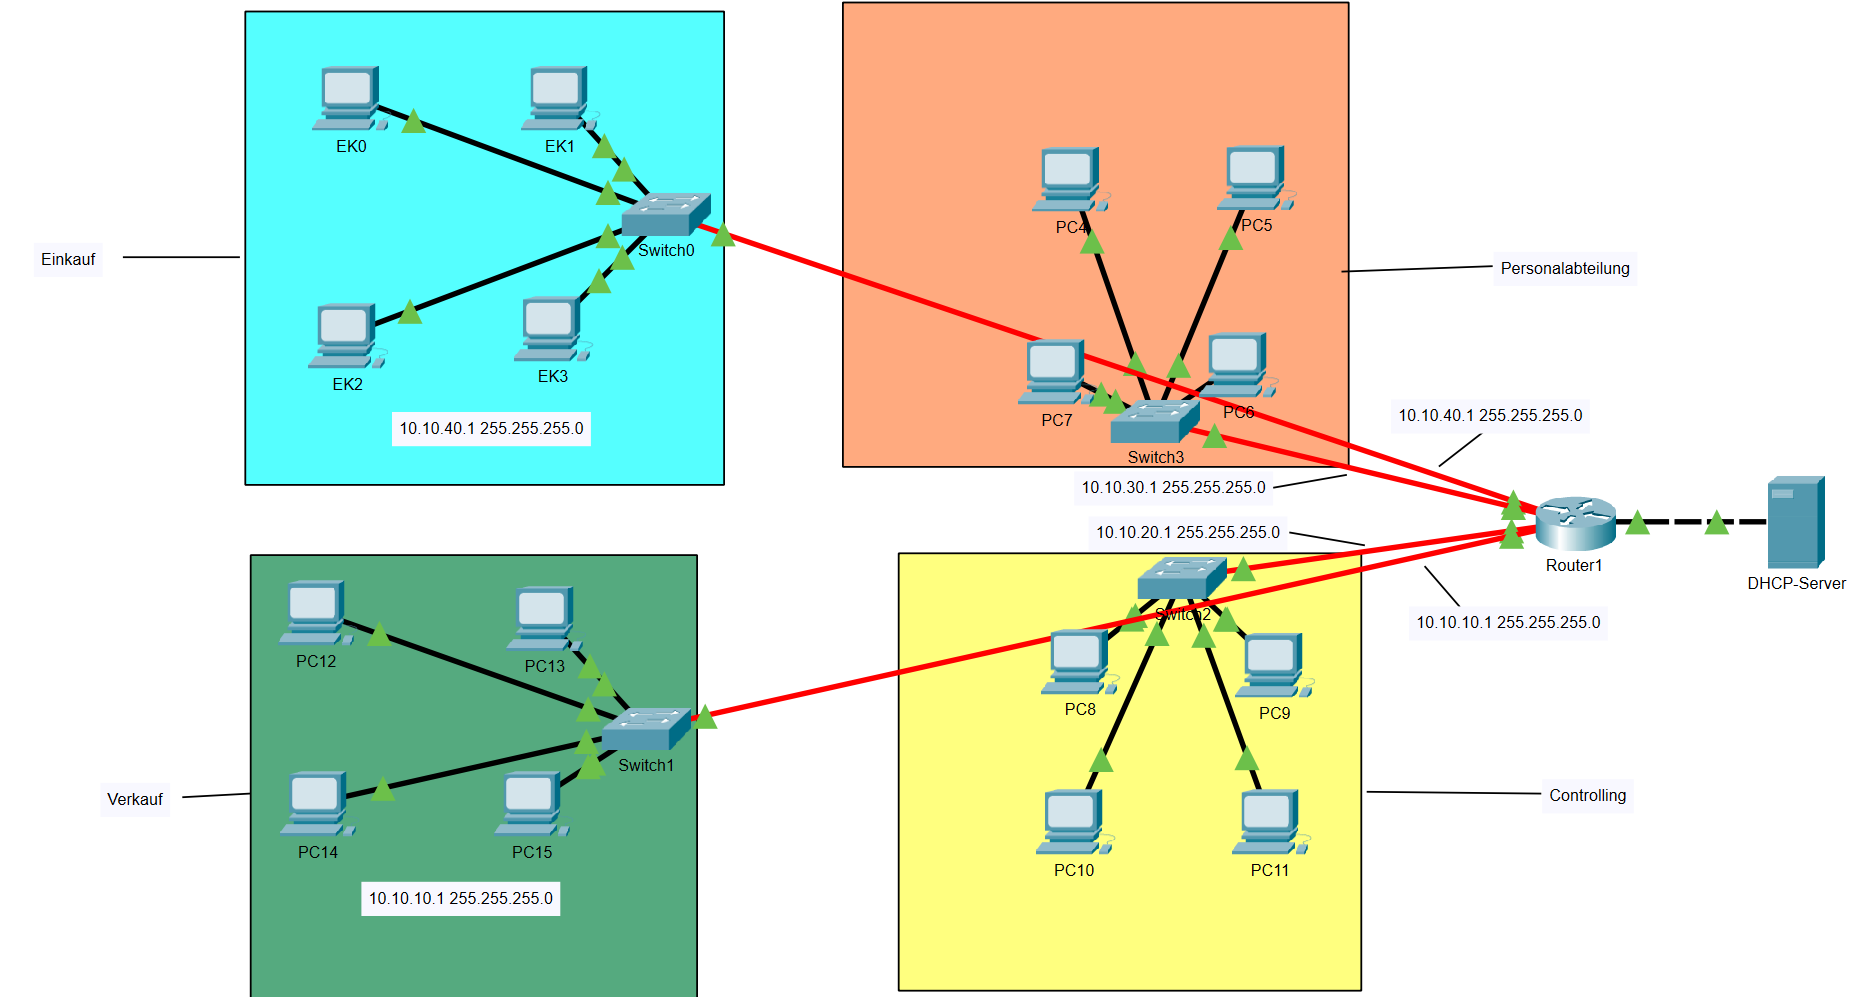 EK0
EK1
Switch0
EK2
EK3
10.10.40.1 255.255.255.0
Einkauf
PC4
PC5
PC7
PC6
Switch3
Personalabteilung
10.10.40.1 255.255.255.0
10.10.30.1 255.255.255.0
10.10.20.1 255.255.255.0
Router1
DHCP-Server
10.10.10.1 255.255.255.0
PC12
PC13
Switch1
PC14
PC15
10.10.10.1 255.255.255.0
Verkauf
Switch2
PC8
PC9
PC10
PC11
Controlling